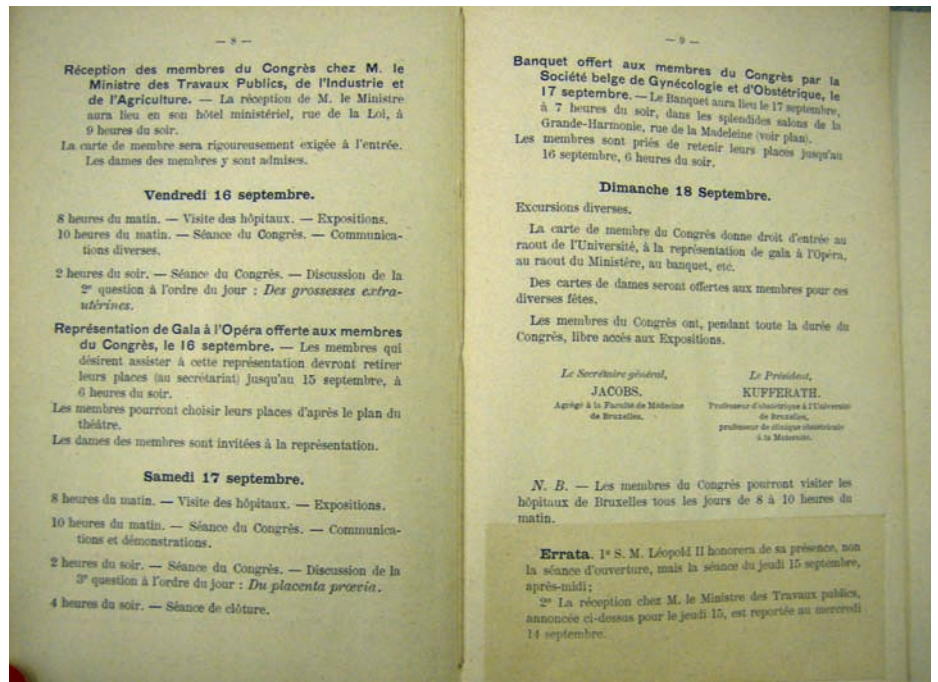 — 8 —
Réception des membres du Congrès chez M. le
Ministre des Travaux Publics, de l'Industrie et
de l'Agriculture. — La réception de M. le Ministre
aura lieu en son hôtel ministériel, rue de la Loi, à
9 heures du soir.
La carte de membre sera rigoureusement exigée à l'entrée.
Les dames des membres y sont admises.
Vendredi 16 septembre.
8 heures du matin. — Visite des hôpitaux. — Expositions.
10 heures du matin. — Séance du Congrès. — Communica-
tions diverses.
2 heures du soir. — Séance du Congrès. — Discussion de la
2e question à l'ordre du jour : Des grossesses extra-
utérines.
Représentation de Gala à l'Opéra offerte aux membres
du Congrès, le 16 septembre. — Les membres qui
désirent assister à cette représentation devront retirer
leurs places (au secrétariat) jusqu'au 15 septembre, à
6 heures du soir.
Les membres pourront choisir leurs places d'après le plan du
théâtre.
Les dames des membres sont invitées à la représentation.
Samedi 17 septembre.
8 heures du matin. — Visite des hôpitaux. — Expositions.
10 heures du matin. — Séance du Congrès. — Communica-
tions et démonstrations.
2 heures du soir. — Séance du Congrès. — Discussion de la
3e question à l'ordre du jour : Du placenta prœvia.
4 heures du soir. — Séance de clôture.
— 9 —
Banquet offert aux membres du Congrès par la
Société belge de Gynécologie et d'Obstétrique, le
17 septembre. — Le Banquet aura lieu le 17 septembre,
à 7 heures du soir, dans les splendides salons de la
Grande-Harmonie, rue de la Madeleine (voir plan).
Les membres sont priés de retenir leurs places jusqu'au
16 septembre, 6 heures du soir.
Dimanche 18 Septembre.
Excursions diverses.
La carte de membre du Congrès donne droit d'entrée au
raout de l'Université, à la représentation de gala à l'Opéra,
au raout du Ministère, au banquet, etc.
Des cartes de dames seront offertes aux membres pour ces
diverses fêtes.
Les membres du Congrès ont, pendant toute la durée du
Congrès, libre accès aux Expositions.
Le Secrétaire général,
JACOBS.
Agrégé à la Faculté de Médecine
de Bruxelles.
Le Président,
KUFFERATH.
Professeur d'obstétrique à l'Université
de Bruxelles,
professeur de clinique obstétricale
à la Maternité.
N. B. — Les membres du Congrès pourront visiter les
hôpitaux de Bruxelles tous les jours de 8 à 10 heures du
matin.
Errata. 1º S. M. Léopold II honorera de sa présence, non
la séance d'ouverture, mais la séance du jeudi 15 septembre,
après-midi ;
2º La réception chez M. le Ministre des Travaux publics,
annoncée ci-dessus pour le jeudi 15, est reportée au mercredi
14 septembre.